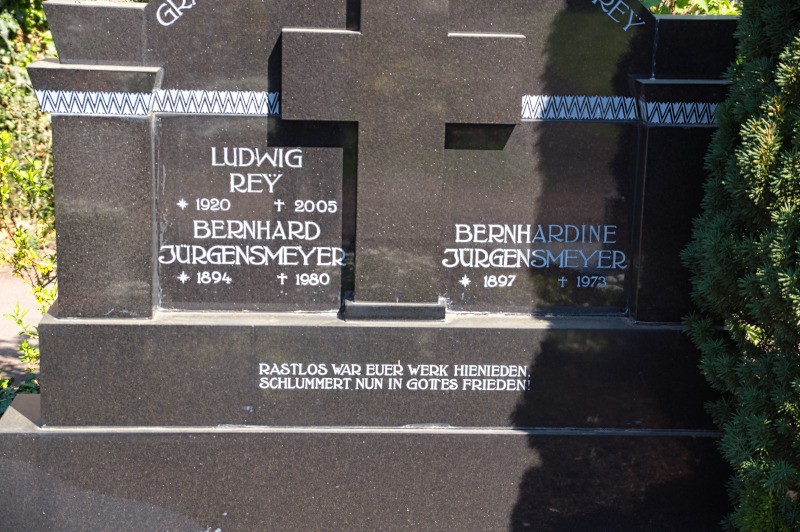 LUDWIG
REŸ
* 1920 † 2005
BERNHARD
JÜRGENSMEYER
* 1894 † 1980
BERNHARDINE
JÜRGENSMEYER
* 1897 † 1973
RASTLOS WAR EUER WERK HIENIEDEN,
SCHLUMMERT NUN IN GOTTES FRIEDEN!